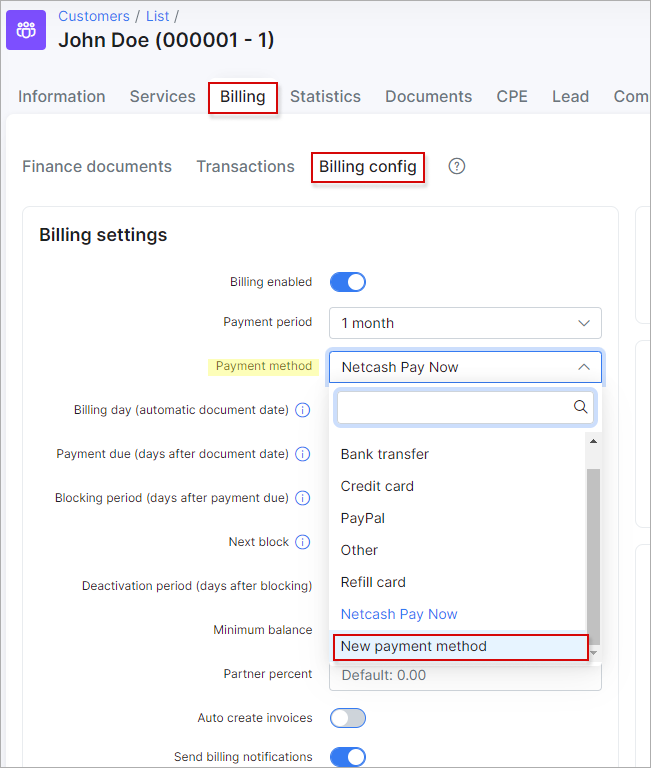 Customers / List /
John Doe (000001 - 1)
Information Services Billing Statistics Documents CPE Lead Com
Finance documents Transactions Billing config ?
Billing settings
Billing enabled
Payment period 1 month
Payment method Netcash Pay Now
Billing day (automatic document date) i
Bank transfer
Payment due (days after document date) i
Credit card
Blocking period (days after payment due) i
PayPal
Next block i
Other
Deactivation period (days after blocking)
Refill card
Minimum balance
Netcash Pay Now
New payment method
Partner percent Default: 0.00
Auto create invoices
Send billing notifications